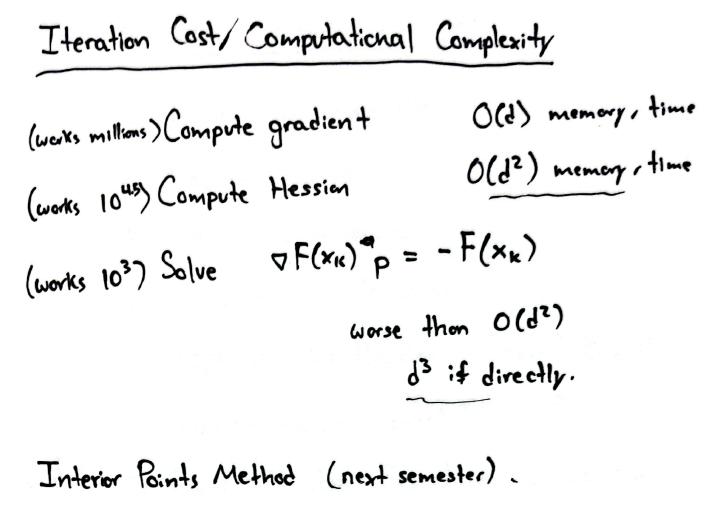 Iteration Cost/Computational Complexity
(works millions) Compute gradient O(d) memory, time
(works 10^4.5) Compute Hessian O(d²) memory, time
(works 10³) Solve ∇F(xₖ)ᵀp = -F(xₖ)
worse than O(d²)
d³ if directly.
Interior Points Method (next semester).